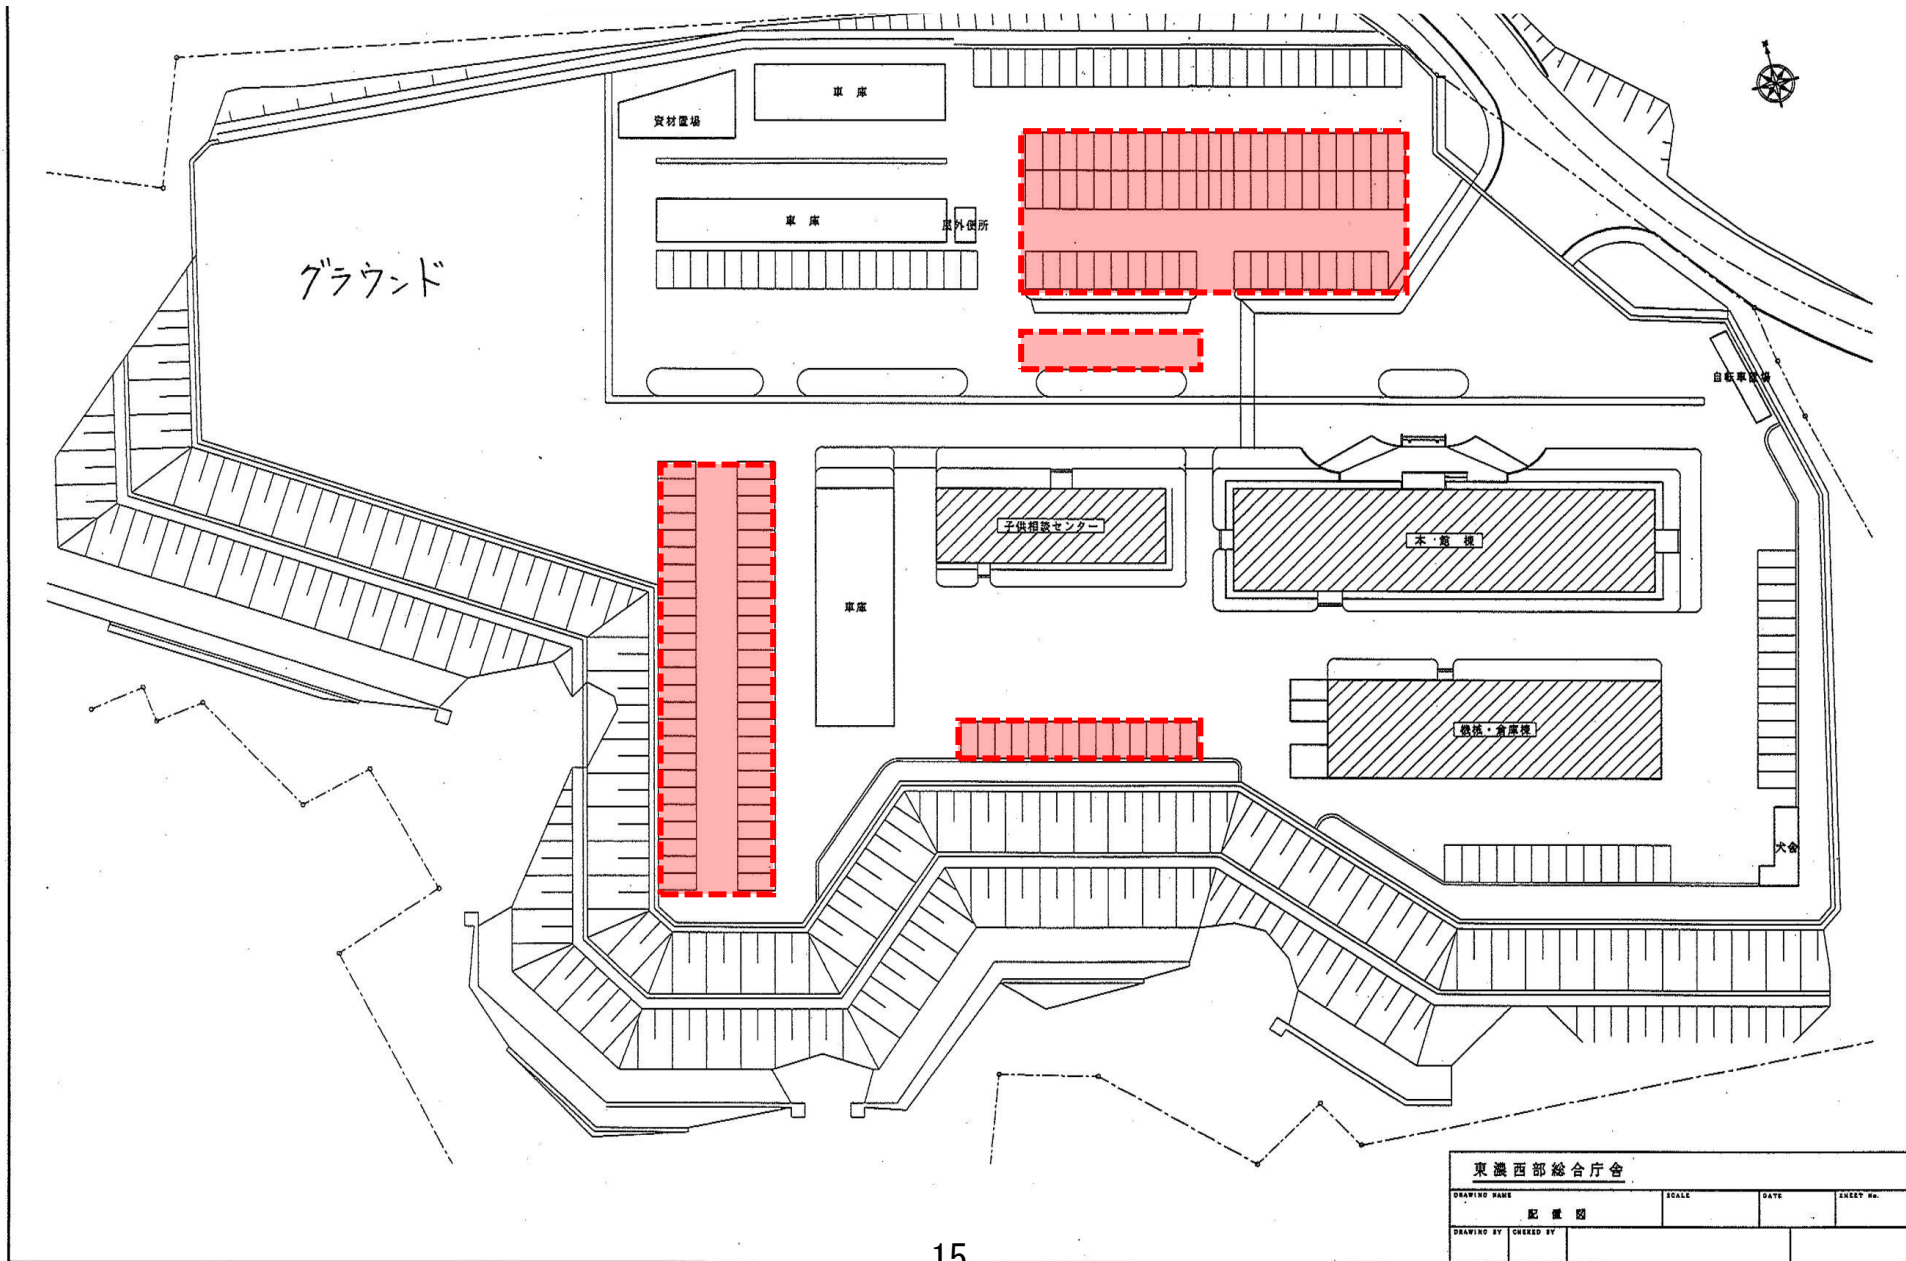 車庫
資材置場
車庫
屋外便所
グラウンド
自転車置場
子供相談センター
本・館棟
車庫
機械・倉庫棟
犬舎
東濃西部総合庁舎
DRAWING NAME
SCALE
DATE
SHEET No.
配置図
DRAWING BY
CHEKED BY
15